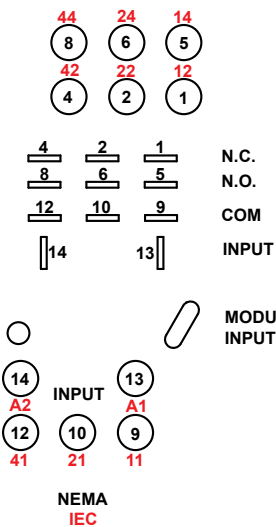 44 24 14
8 6 5
42 22 12
4 2 1
4 2 1 N.C.
8 6 5 N.O.
12 10 9 COM
14 13 INPUT
MODU
INPUT
14 INPUT 13
A2 A1
12 10 9
41 21 11
NEMA
IEC